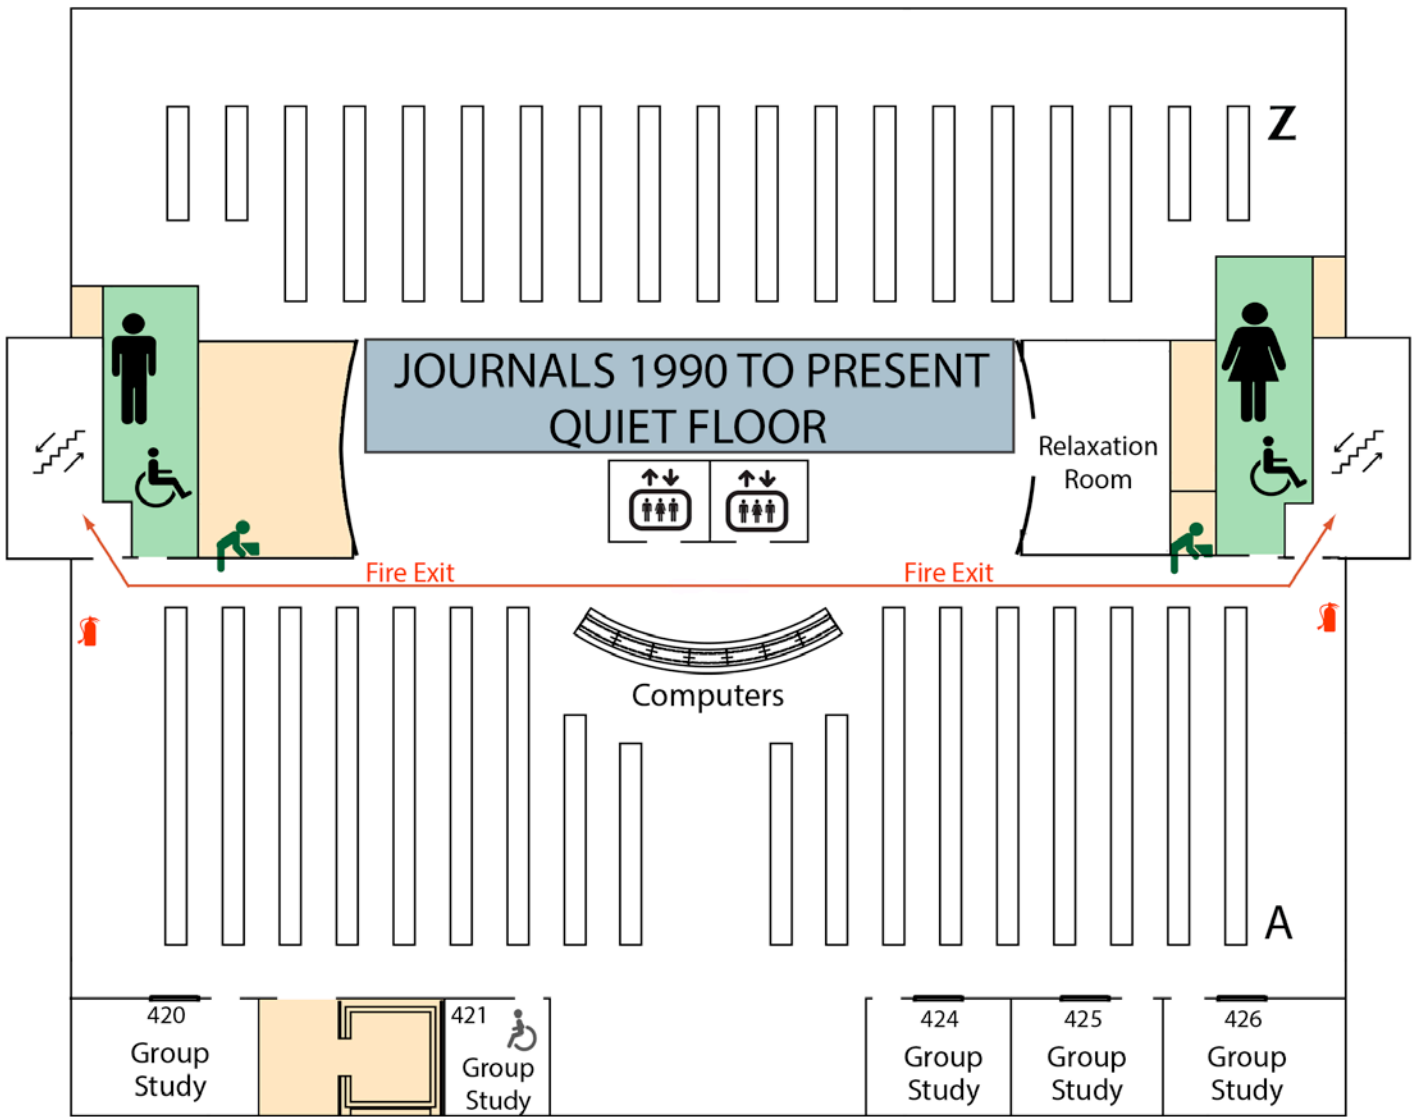 Z
JOURNALS 1990 TO PRESENT
QUIET FLOOR
Relaxation
Room
Fire Exit
Fire Exit
Computers
A
420
Group
Study
421
Group
Study
424
Group
Study
425
Group
Study
426
Group
Study